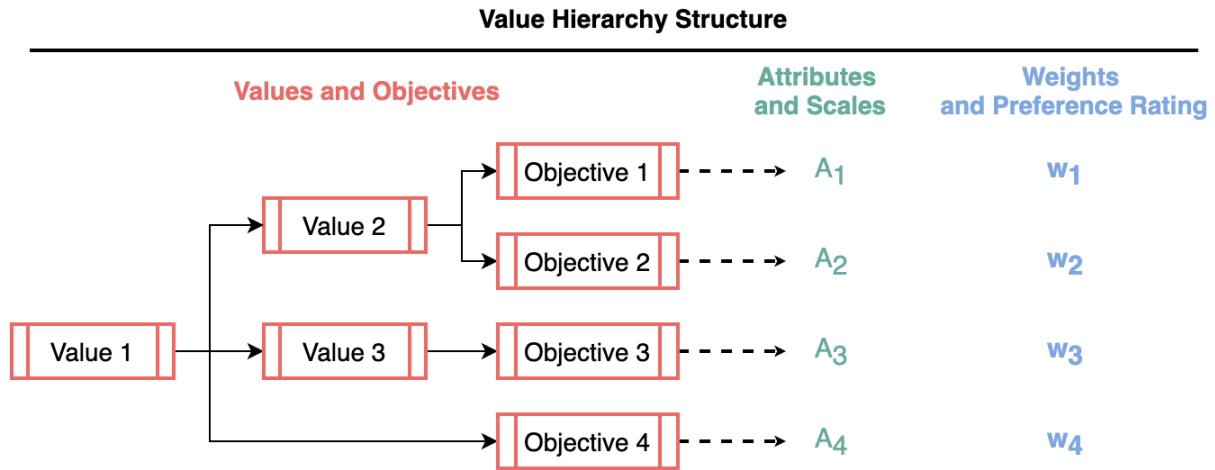 Value Hierarchy Structure
Values and Objectives
Attributes
and Scales
Weights
and Preference Rating
Objective 1
A1
w1
Value 2
Objective 2
A2
w2
Value 1
Value 3
Objective 3
A3
w3
Objective 4
A4
w4